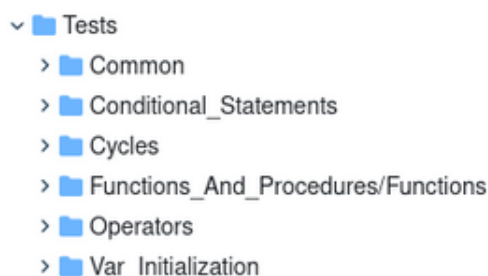 Tests
Common
Conditional_Statements
Cycles
Functions_And_Procedures/Functions
Operators
Var_Initialization